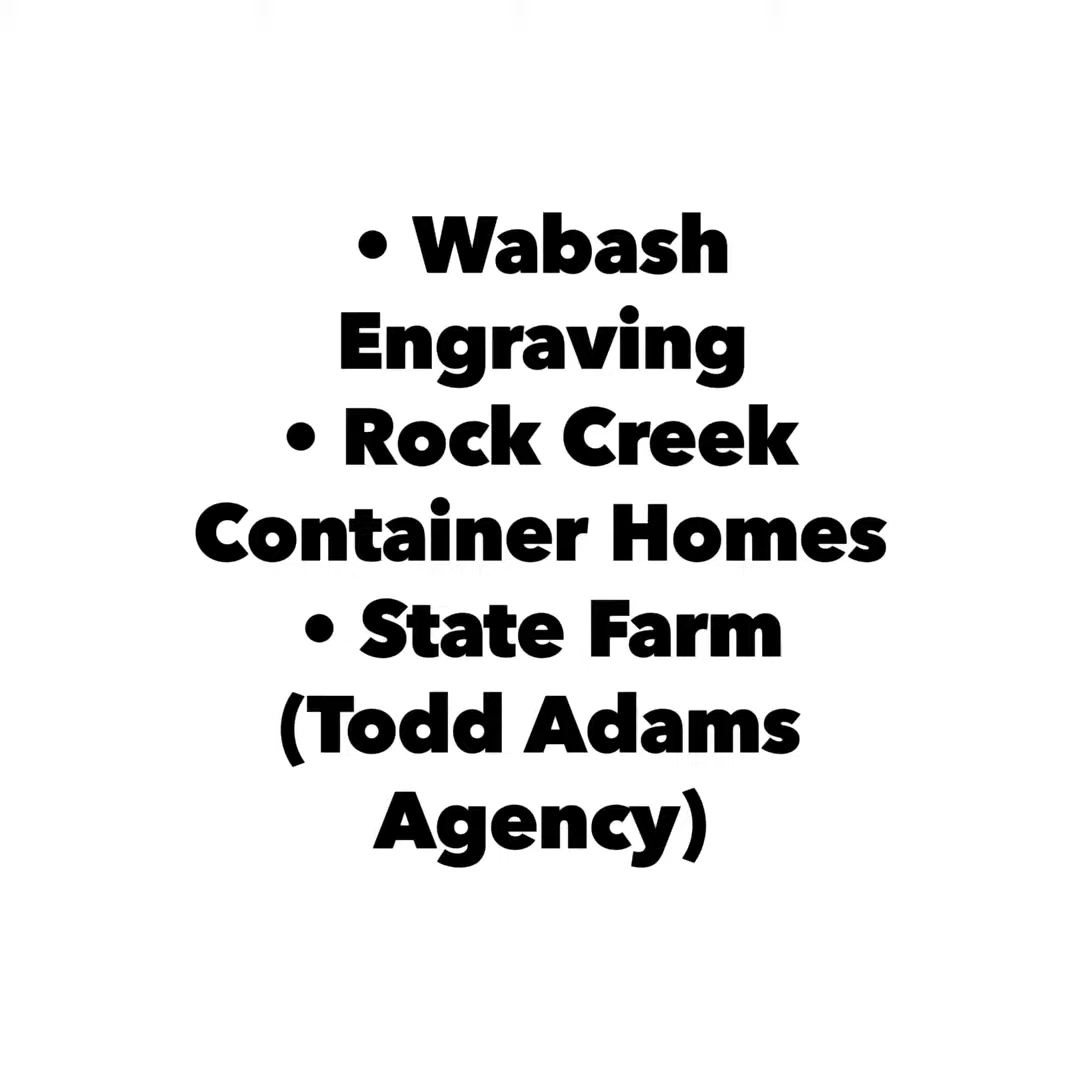 • Wabash
Engraving
• Rock Creek
Container Homes
• State Farm
(Todd Adams
Agency)